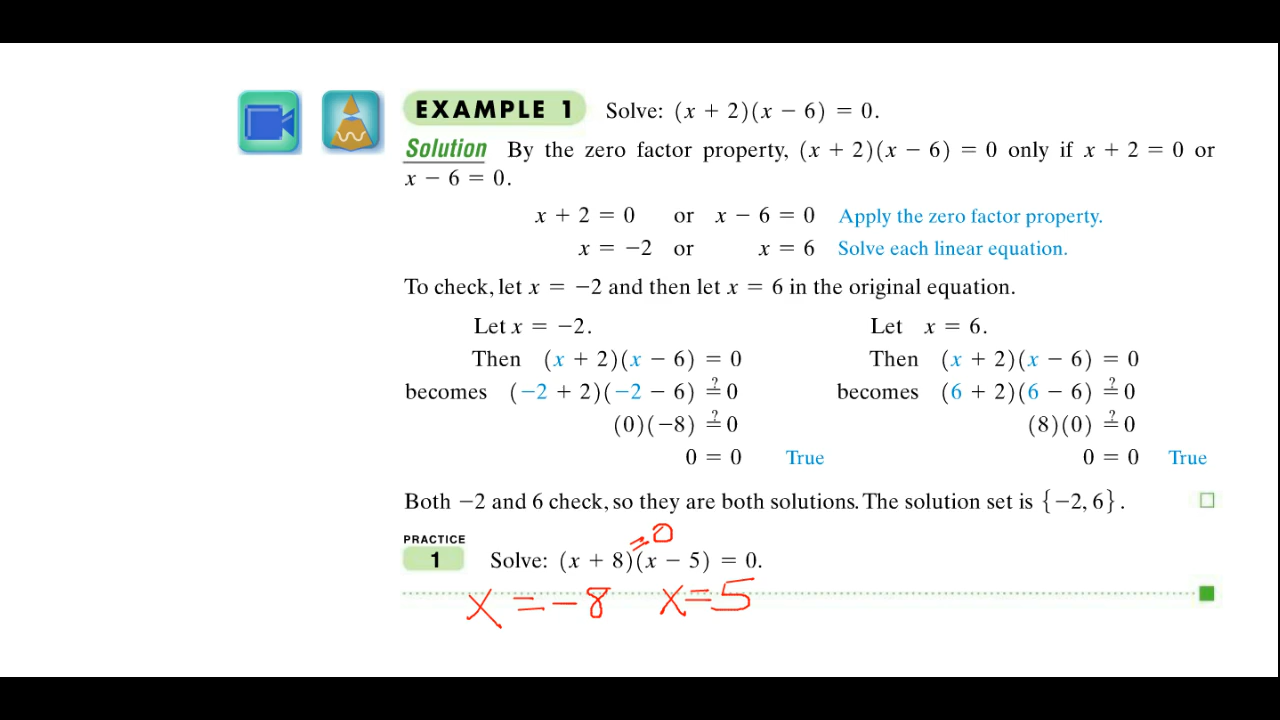 EXAMPLE 1 Solve: (x + 2)(x − 6) = 0.
Solution By the zero factor property, (x + 2)(x − 6) = 0 only if x + 2 = 0 or
x − 6 = 0.
x + 2 = 0 or x − 6 = 0 Apply the zero factor property.
x = −2 or x = 6 Solve each linear equation.
To check, let x = −2 and then let x = 6 in the original equation.
Let x = −2. Let x = 6.
Then (x + 2)(x − 6) = 0 Then (x + 2)(x − 6) = 0
becomes (−2 + 2)(−2 − 6) ≟ 0 becomes (6 + 2)(6 − 6) ≟ 0
(0)(−8) ≟ 0 (8)(0) ≟ 0
0 = 0 True 0 = 0 True
Both −2 and 6 check, so they are both solutions. The solution set is {−2, 6}.
= 0
PRACTICE
1 Solve: (x + 8)(x − 5) = 0.
x = −8 x = 5